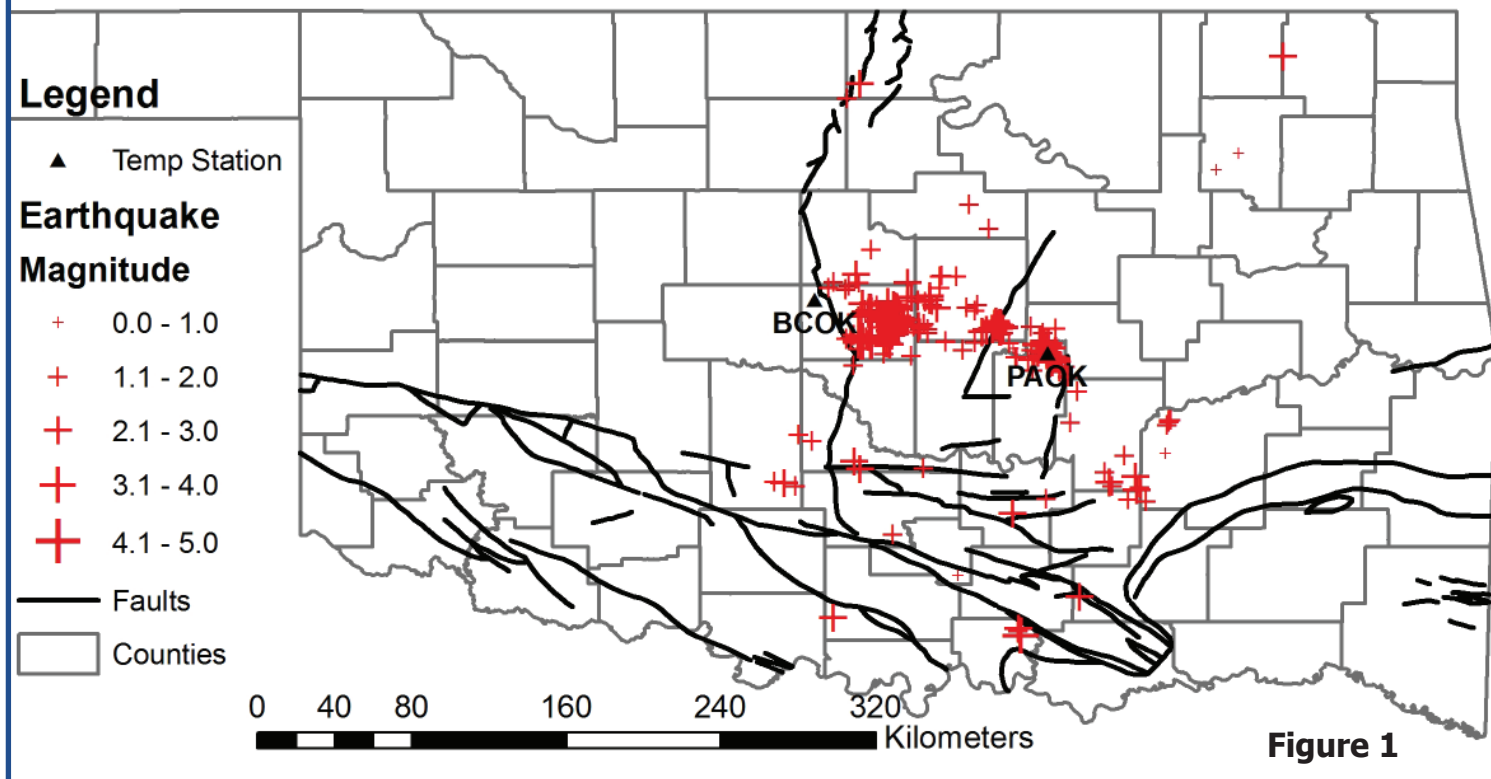 Legend
Temp Station
Earthquake
Magnitude
0.0 - 1.0
1.1 - 2.0
2.1 - 3.0
3.1 - 4.0
4.1 - 5.0
Faults
Counties
BCOK
PAOK
0 40 80 160 240 320
Kilometers
Figure 1